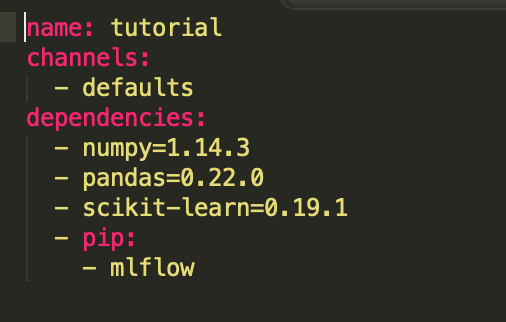 name: tutorial
channels:
  - defaults
dependencies:
  - numpy=1.14.3
  - pandas=0.22.0
  - scikit-learn=0.19.1
  - pip:
    - mlflow